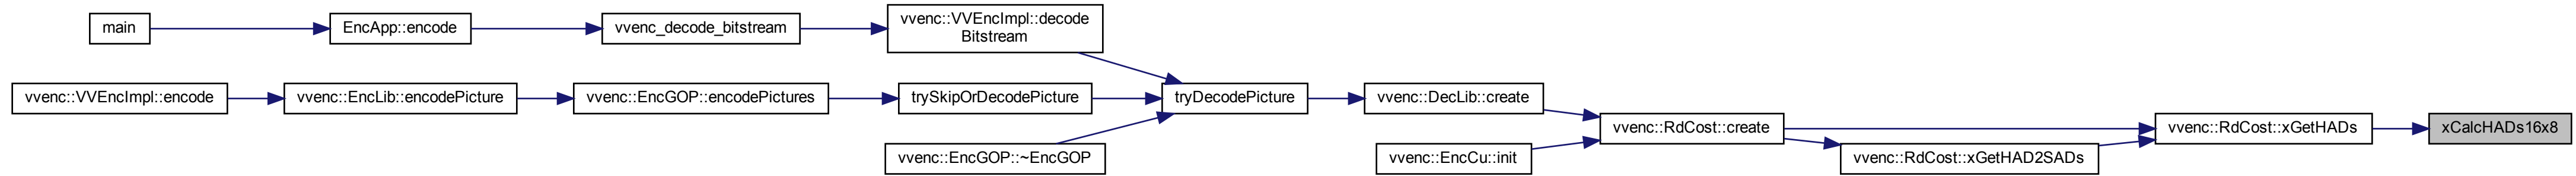 main
EncApp::encode
vvenc_decode_bitstream
vvenc::VVEncImpl::decode
Bitstream
vvenc::VVEncImpl::encode
vvenc::EncLib::encodePicture
vvenc::EncGOP::encodePictures
trySkipOrDecodePicture
vvenc::EncGOP::~EncGOP
tryDecodePicture
vvenc::DecLib::create
vvenc::EncCu::init
vvenc::RdCost::create
vvenc::RdCost::xGetHAD2SADs
vvenc::RdCost::xGetHADs
xCalcHADs16x8